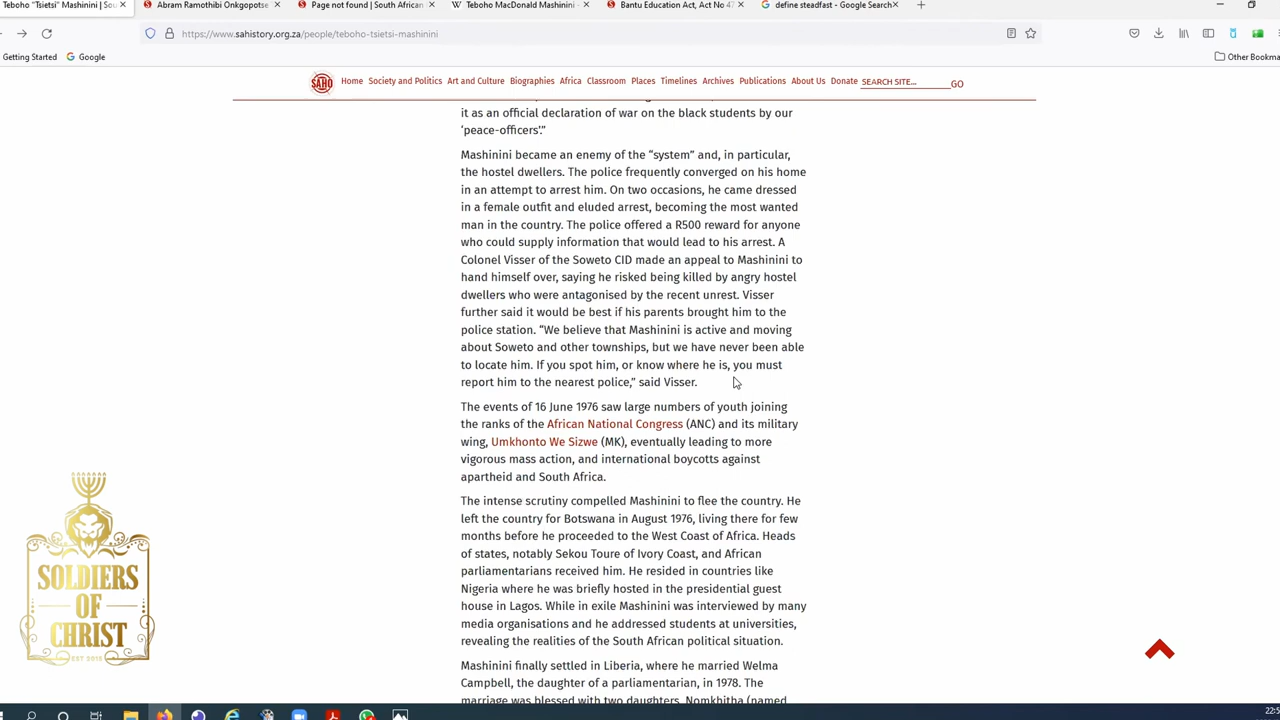 Teboho "Tsietsi" Mashinini | Sou
Abram Ramothibi Onkgopotse
Page not found | South African
Teboho MacDonald Mashinini -
Bantu Education Act, Act No 47
define steadfast - Google Search
https://www.sahistory.org.za/people/teboho-tsietsi-mashinini
Getting Started
Google
Other Bookma
SAHO
Home Society and Politics Art and Culture Biographies Africa Classroom Places Timelines Archives Publications About Us Donate SEARCH SITE... GO
it as an official declaration of war on the black students by our
‘peace-officers’.”
Mashinini became an enemy of the “system” and, in particular,
the hostel dwellers. The police frequently converged on his home
in an attempt to arrest him. On two occasions, he came dressed
in a female outfit and eluded arrest, becoming the most wanted
man in the country. The police offered a R500 reward for anyone
who could supply information that would lead to his arrest. A
Colonel Visser of the Soweto CID made an appeal to Mashinini to
hand himself over, saying he risked being killed by angry hostel
dwellers who were antagonised by the recent unrest. Visser
further said it would be best if his parents brought him to the
police station. “We believe that Mashinini is active and moving
about Soweto and other townships, but we have never been able
to locate him. If you spot him, or know where he is, you must
report him to the nearest police,” said Visser.
The events of 16 June 1976 saw large numbers of youth joining
the ranks of the African National Congress (ANC) and its military
wing, Umkhonto We Sizwe (MK), eventually leading to more
vigorous mass action, and international boycotts against
apartheid and South Africa.
The intense scrutiny compelled Mashinini to flee the country. He
left the country for Botswana in August 1976, living there for few
months before he proceeded to the West Coast of Africa. Heads
of states, notably Sekou Toure of Ivory Coast, and African
parliamentarians received him. He resided in countries like
Nigeria where he was briefly hosted in the presidential guest
house in Lagos. While in exile Mashinini was interviewed by many
media organisations and he addressed students at universities,
revealing the realities of the South African political situation.
Mashinini finally settled in Liberia, where he married Welma
Campbell, the daughter of a parliamentarian, in 1978. The
marriage was blessed with two daughters, Nomkhitha (named
SOLDIERS
OF
CHRIST
EST 2015
22:5